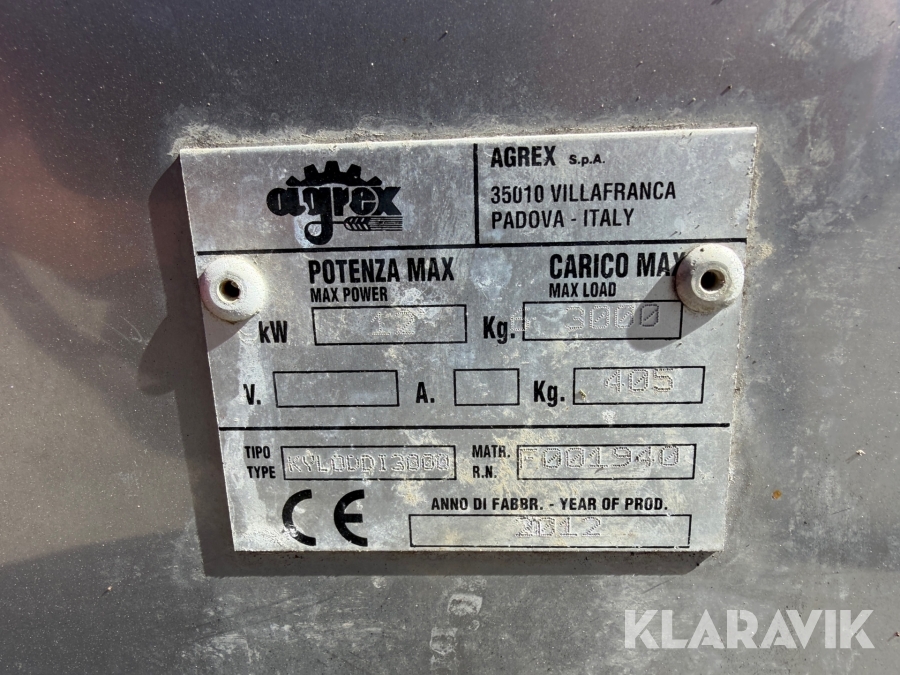 agrex
AGREX S.p.A.
35010 VILLAFRANCA
PADOVA - ITALY
POTENZA MAX
MAX POWER
kW
CARICO MAX
MAX LOAD
Kg. 3000
V.
A.
Kg. 405
TIPO
TYPE
MATR.
R.N.
F001940
CE
ANNO DI FABBR. - YEAR OF PROD.
2012
KLARAVIK